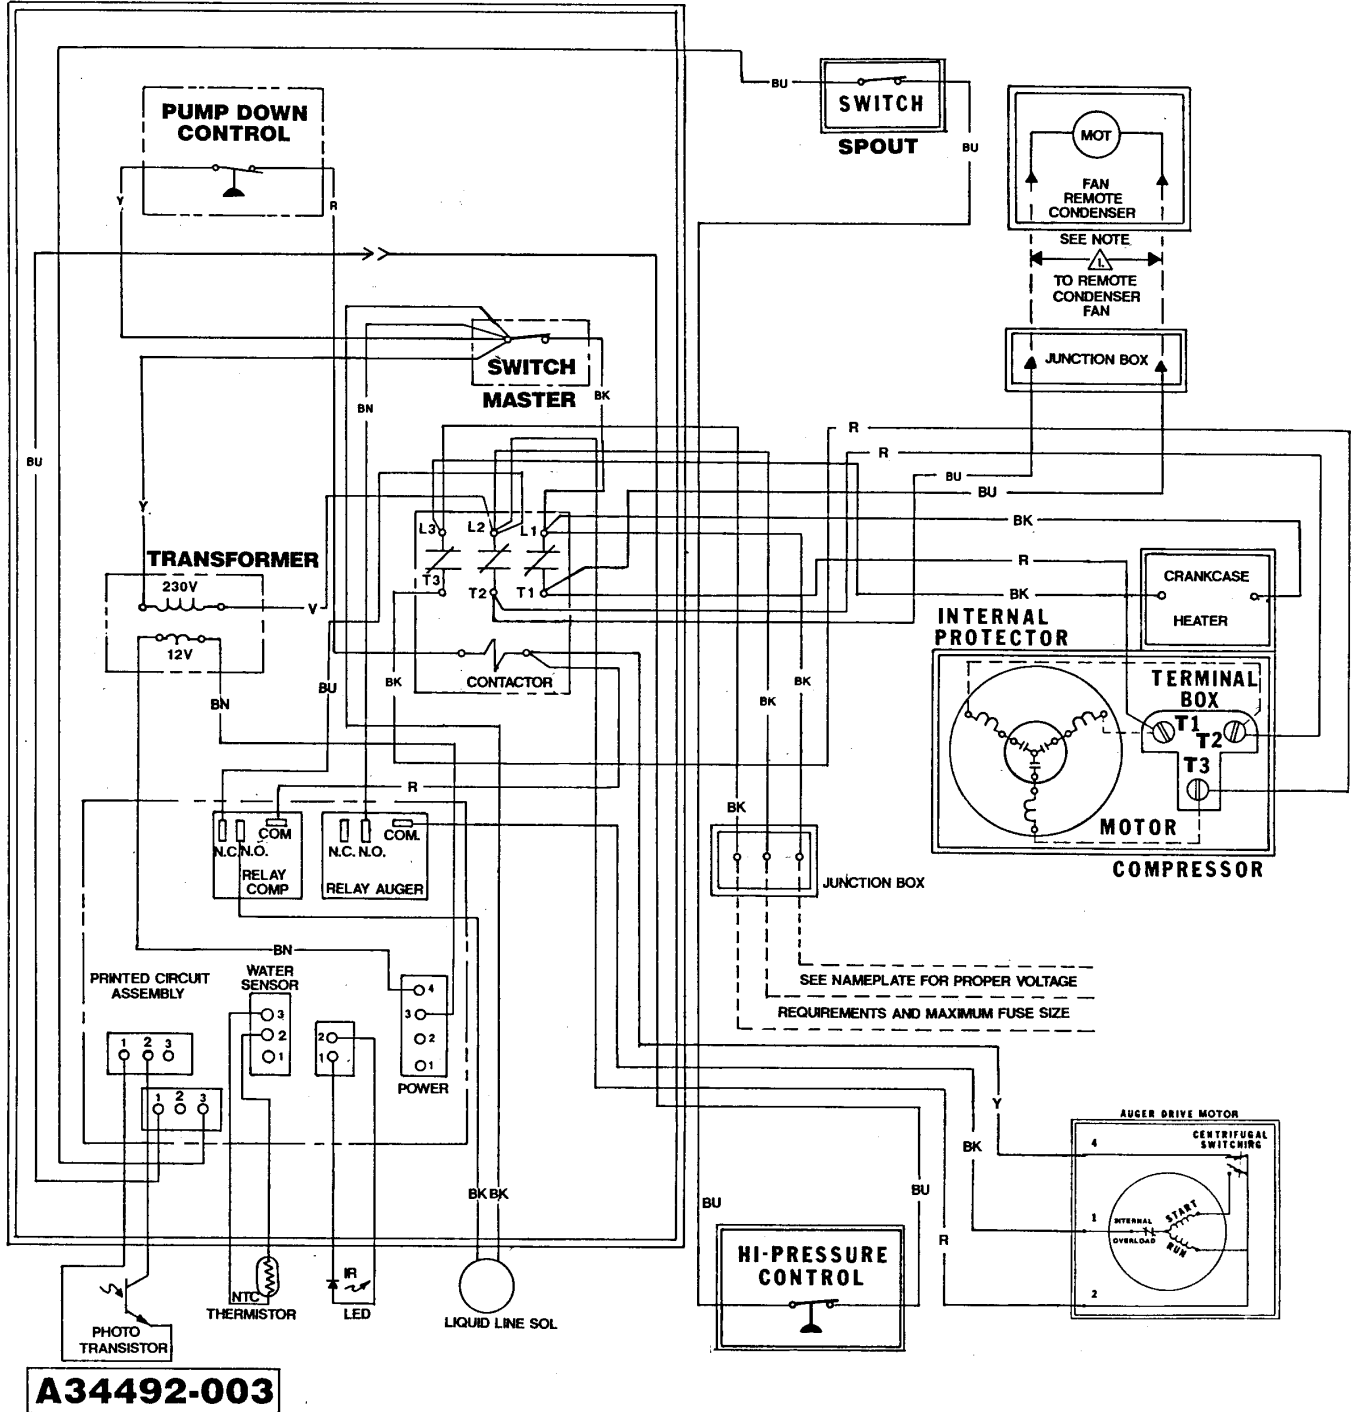 BU
SWITCH
SPOUT
BU
PUMP DOWN
CONTROL
Y
R
MOT
FAN
REMOTE
CONDENSER
SEE NOTE
1.
TO REMOTE
CONDENSER
FAN
JUNCTION BOX
SWITCH
MASTER
BK
BN
BU
R
R
BU
BU
BK
R
BK
Y
L3
L2
L1
T3
T2
T1
CONTACTOR
TRANSFORMER
230V
V
12V
BN
BU
BK
BK
BK
BK
CRANKCASE
HEATER
INTERNAL
PROTECTOR
TERMINAL
BOX
T1
T2
T3
MOTOR
COMPRESSOR
R
COM
N.C.
N.O.
RELAY
COMP
COM.
N.C.
N.O.
RELAY AUGER
JUNCTION BOX
BN
SEE NAMEPLATE FOR PROPER VOLTAGE
REQUIREMENTS AND MAXIMUM FUSE SIZE
PRINTED CIRCUIT
ASSEMBLY
WATER
SENSOR
3
2
1
2
1
4
3
2
1
POWER
1 2 3
1 2 3
Y
BK
BU
BU
R
BK
BK
AUGER DRIVE MOTOR
CENTRIFUGAL
SWITCHING
4
1
2
INTERNAL
OVERLOAD
START
RUN
HI-PRESSURE
CONTROL
PHOTO
TRANSISTOR
NTC
THERMISTOR
IR
LED
LIQUID LINE SOL
A34492-003